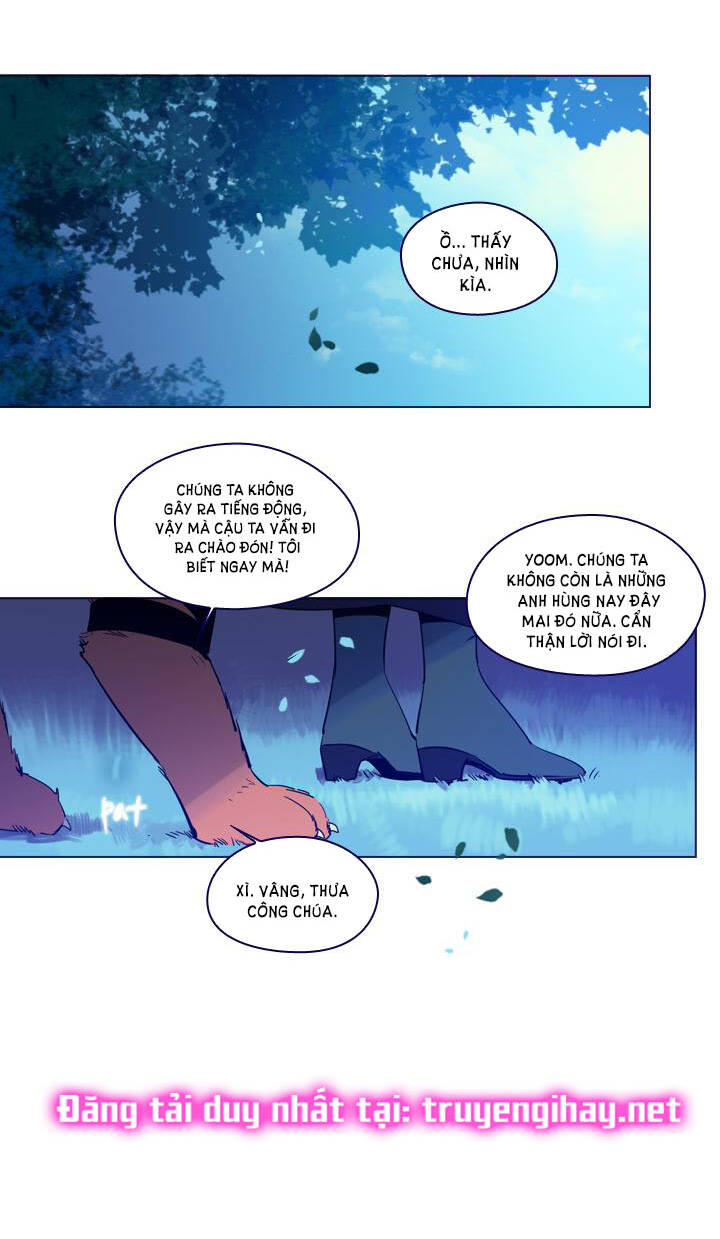 Ồ... THẤY
CHƯA, NHÌN
KÌA.
CHÚNG TA KHÔNG
GÂY RA TIẾNG ĐỘNG,
VẬY MÀ CẬU TA VẪN ĐI
RA CHÀO ĐÓN! TÔI
BIẾT NGAY MÀ!
YOOM. CHÚNG TA
KHÔNG CÒN LÀ NHỮNG
ANH HÙNG NAY ĐÂY
MAI ĐÓ NỮA. CẨN
THẬN LỜI NÓI ĐI.
pat
XÌ. VÂNG, THƯA
CÔNG CHÚA.
Đăng tải duy nhất tại: truyengihay.net